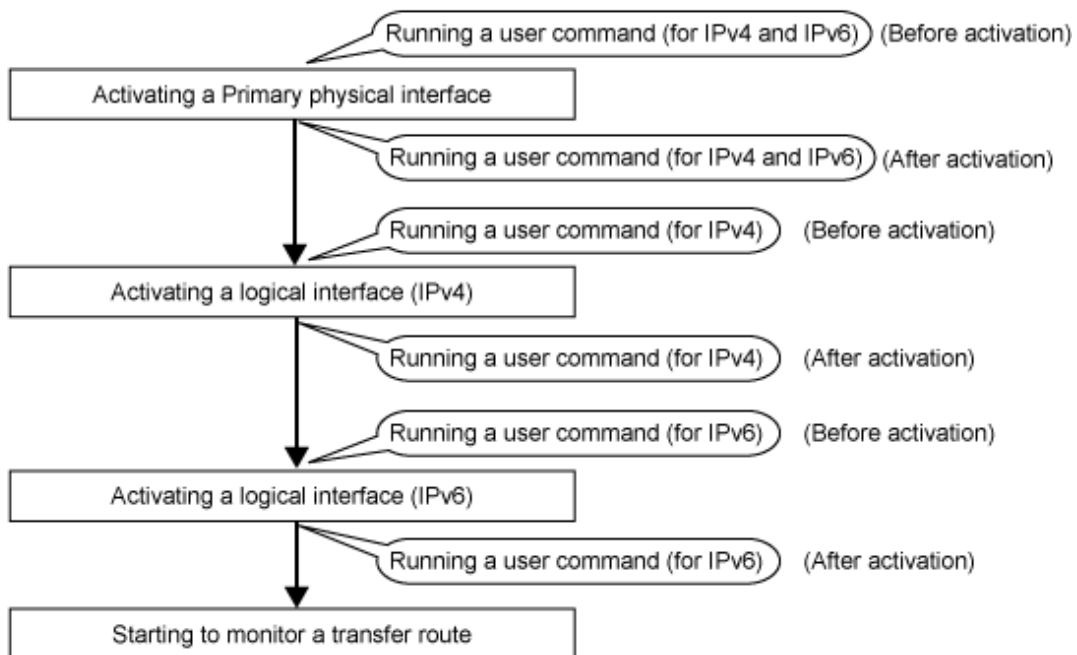 Running a user command (for IPv4 and IPv6) (Before activation)
Activating a Primary physical interface
Running a user command (for IPv4 and IPv6) (After activation)
Running a user command (for IPv4) (Before activation)
Activating a logical interface (IPv4)
Running a user command (for IPv4) (After activation)
Running a user command (for IPv6) (Before activation)
Activating a logical interface (IPv6)
Running a user command (for IPv6) (After activation)
Starting to monitor a transfer route